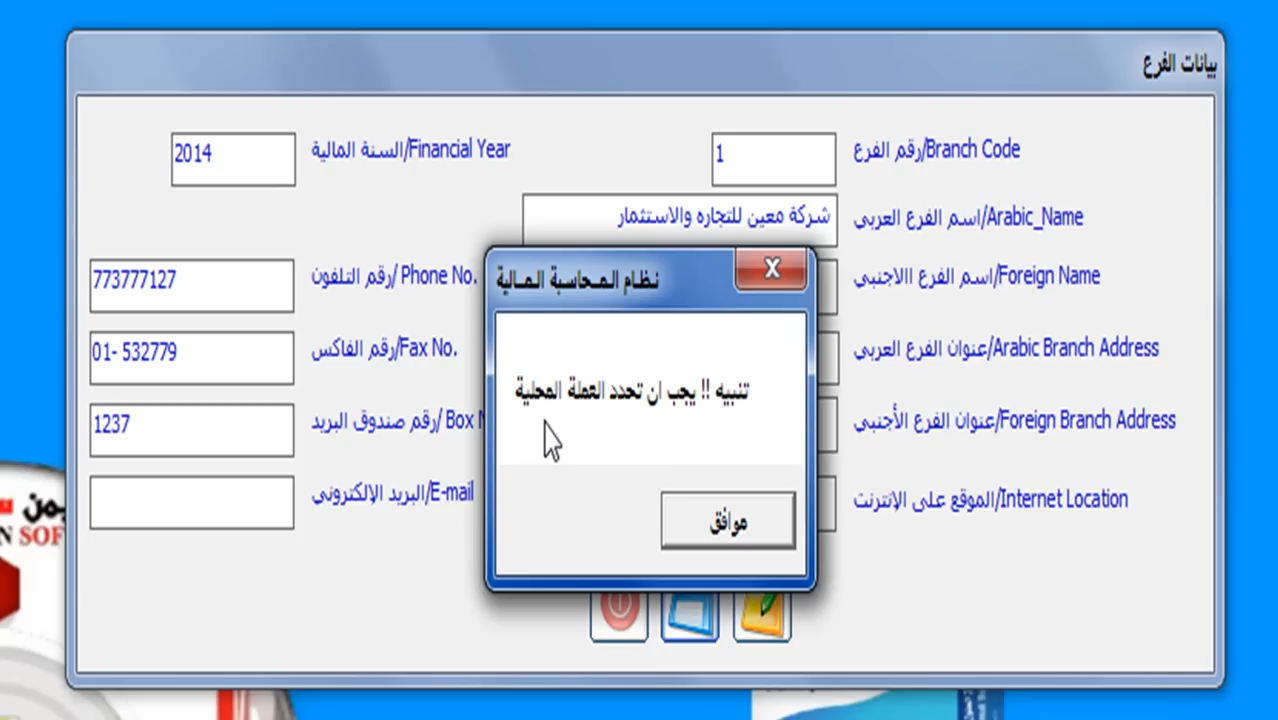 بيانات الفرع
رقم الفرع/Branch Code
1
السنة المالية/Financial Year
2014
اسم الفرع العربي/Arabic_Name
شركة معين للتجاره والاستثمار
اسم الفرع االاجنبي/Foreign Name
رقم التلفون/ Phone No.
773777127
عنوان الفرع العربي/Arabic Branch Address
رقم الفاكس/Fax No.
01- 532779
عنوان الفرع الأجنبي/Foreign Branch Address
رقم صندوق البريد/ Box N
1237
الموقع على الإنترنت/Internet Location
البريد الإلكتروني/E-mail
نظام المحاسبة المالية
X
تنبيه !! يجب ان تحدد العملة المحلية
موافق
N SOF